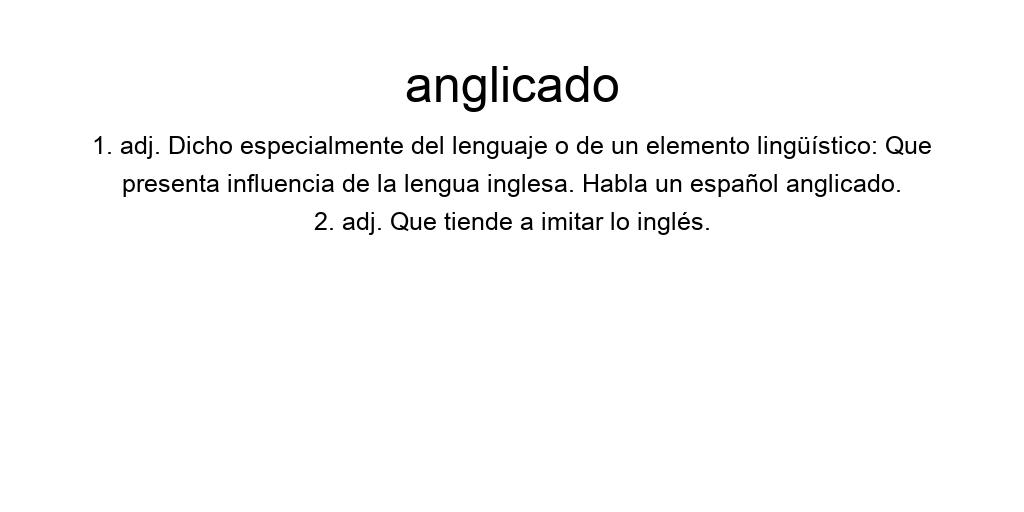 anglicado
1. adj. Dicho especialmente del lenguaje o de un elemento lingüístico: Que
presenta influencia de la lengua inglesa. Habla un español anglicado.
2. adj. Que tiende a imitar lo inglés.